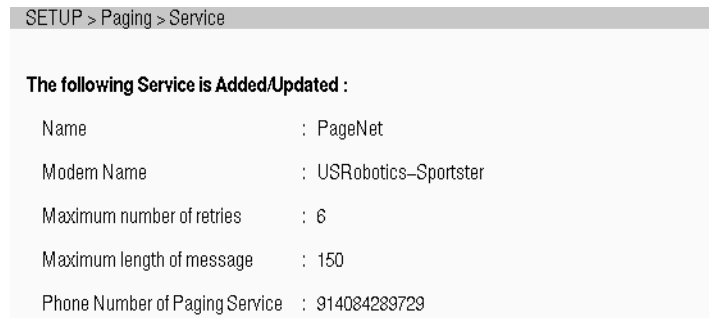 SETUP > Paging > Service
The following Service is Added/Updated :
Name : PageNet
Modem Name : USRobotics–Sportster
Maximum number of retries : 6
Maximum length of message : 150
Phone Number of Paging Service : 914084289729